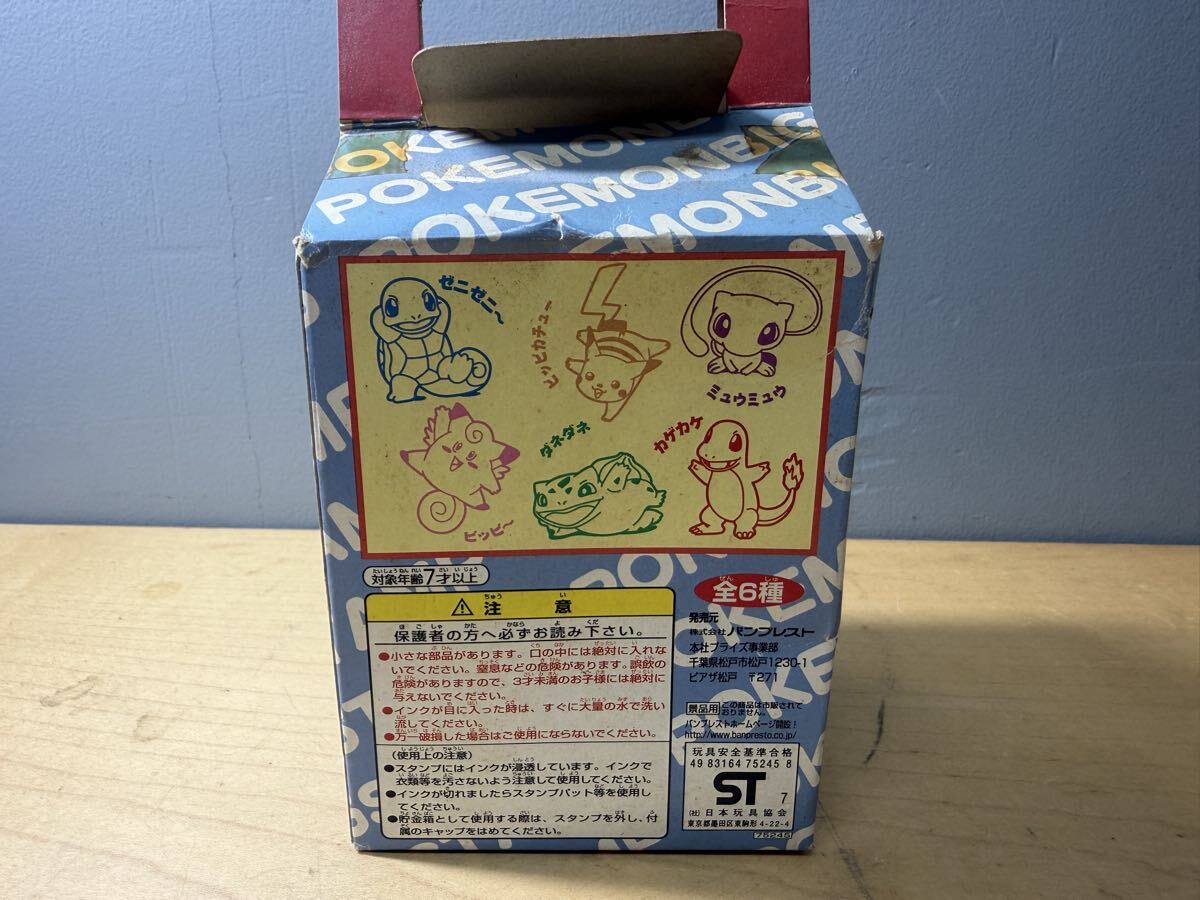 OKEM
POKEMON BIG
POKEMONBIG
MONB
ゼニゼニ～
ピッピカチュー
ミュウミュウ
ピッピ～
ダネダネ
カゲカゲ
対象年齢7才以上
全6種
⚠注意
保護者の方へ必ずお読み下さい。
●小さな部品があります。口の中には絶対に入れな
いでください。窒息などの危険があります。誤飲の
危険がありますので、3才未満のお子様には絶対に
与えないでください。
●インクが目に入った時は、すぐに大量の水で洗い
流してください。
●万一破損した場合はご使用にならないでください。
(使用上の注意)
●スタンプにはインクが浸透しています。インクで
衣類等を汚さないよう注意して使用してください。
●インクが切れましたらスタンプパット等を使用し
てください。
●貯金箱として使用する際は、スタンプを外し、付
属のキャップをはめてください。
発売元
株式会社バンプレスト
本社プライズ事業部
千葉県松戸市松戸1230-1
ピアザ松戸 〒271
景品用 この商品は市販されて
おりません。
バンプレストホームページ開設!
http://www.banpresto.co.jp/
玩具安全基準合格
49 83164 75245 8
ST 7
(社)日本玩具協会
東京都墨田区東駒形4-22-4
75245